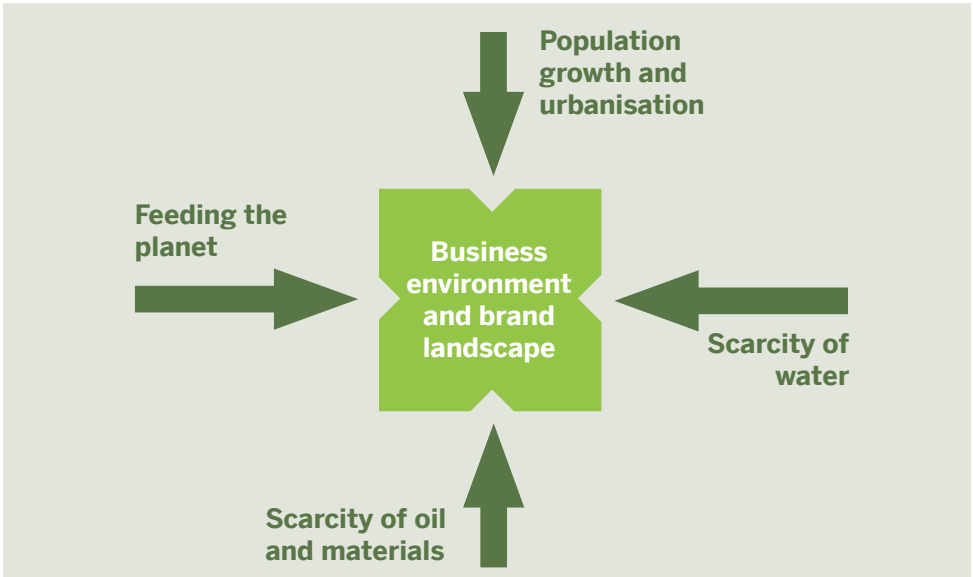 Population
growth and
urbanisation
Feeding the
planet
Business
environment
and brand
landscape
Scarcity of
water
Scarcity of oil
and materials